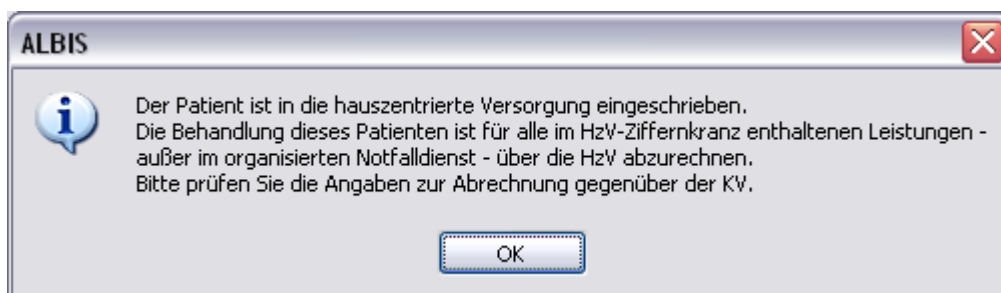 ALBIS
Der Patient ist in die hauszentrierte Versorgung eingeschrieben.
Die Behandlung dieses Patienten ist für alle im HzV-Ziffernkranz enthaltenen Leistungen -
außer im organisierten Notfalldienst - über die HzV abzurechnen.
Bitte prüfen Sie die Angaben zur Abrechnung gegenüber der KV.
OK